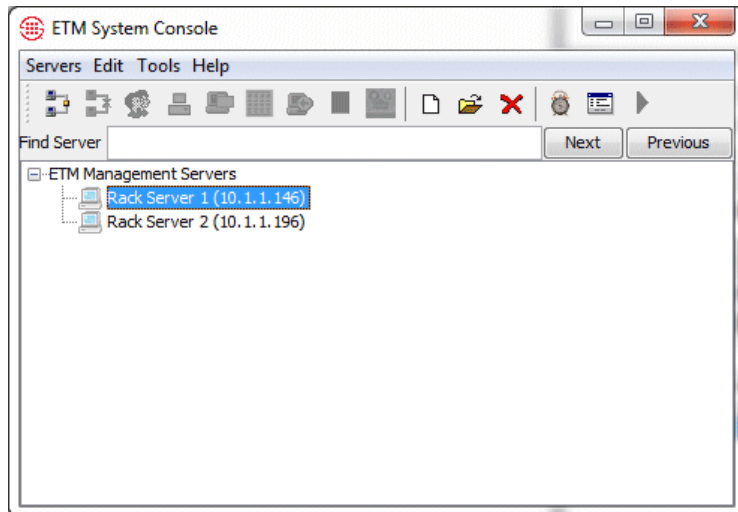 ETM System Console
Servers Edit Tools Help
Find Server Next Previous
ETM Management Servers
Rack Server 1 (10.1.1.146)
Rack Server 2 (10.1.1.196)